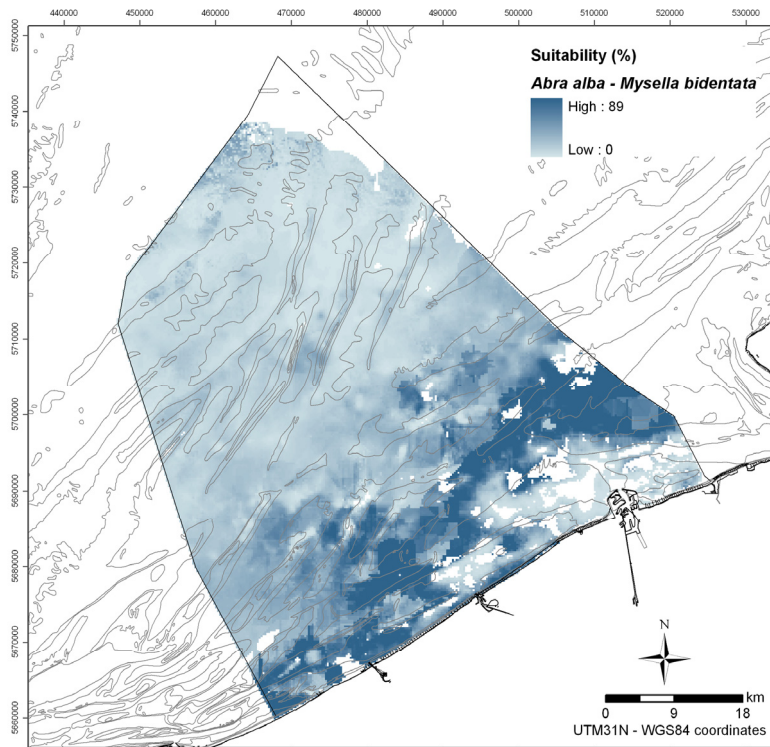 440000 450000 460000 470000 480000 490000 500000 510000 520000 530000
5750000
5740000
5730000
5720000
5710000
5700000
5690000
5680000
5670000
5660000
Suitability (%)
Abra alba - Mysella bidentata
High : 89
Low : 0
N
km
0 9 18
UTM31N - WGS84 coordinates